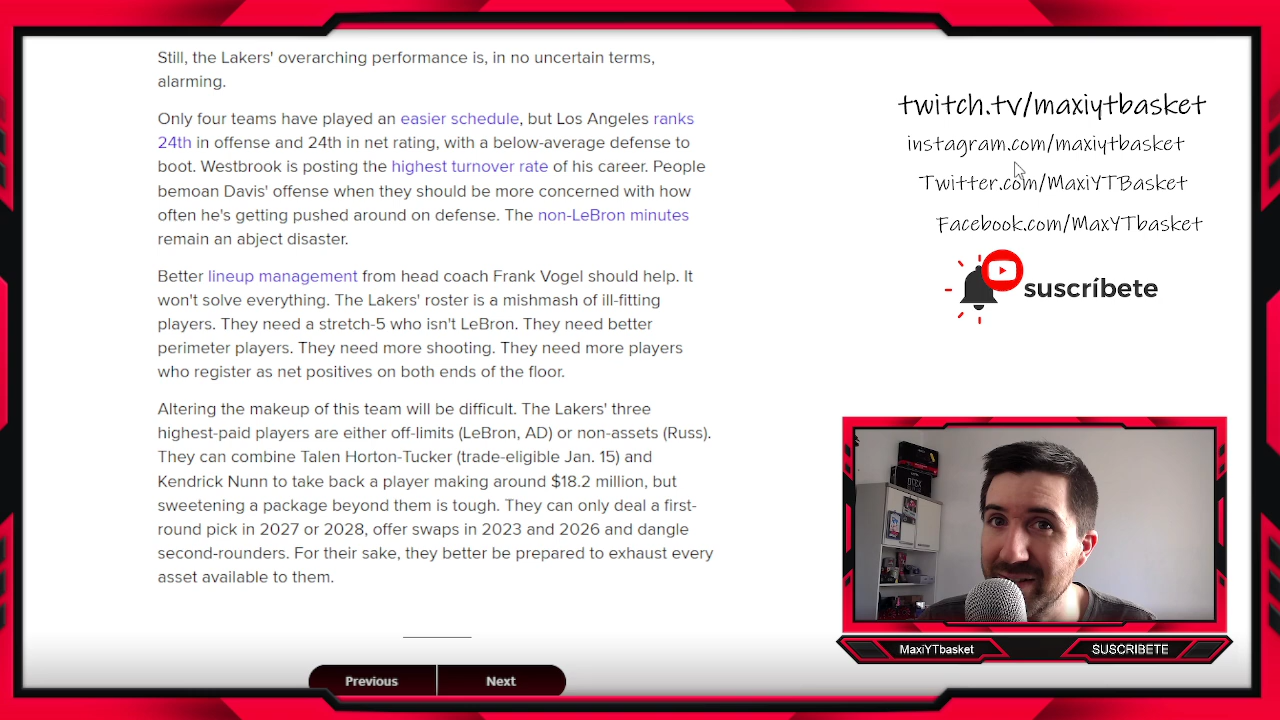 Still, the Lakers' overarching performance is, in no uncertain terms,
alarming.
Only four teams have played an easier schedule, but Los Angeles ranks
24th in offense and 24th in net rating, with a below-average defense to
boot. Westbrook is posting the highest turnover rate of his career. People
bemoan Davis' offense when they should be more concerned with how
often he's getting pushed around on defense. The non-LeBron minutes
remain an abject disaster.
Better lineup management from head coach Frank Vogel should help. It
won't solve everything. The Lakers' roster is a mishmash of ill-fitting
players. They need a stretch-5 who isn't LeBron. They need better
perimeter players. They need more shooting. They need more players
who register as net positives on both ends of the floor.
Altering the makeup of this team will be difficult. The Lakers' three
highest-paid players are either off-limits (LeBron, AD) or non-assets (Russ).
They can combine Talen Horton-Tucker (trade-eligible Jan. 15) and
Kendrick Nunn to take back a player making around $18.2 million, but
sweetening a package beyond them is tough. They can only deal a first-
round pick in 2027 or 2028, offer swaps in 2023 and 2026 and dangle
second-rounders. For their sake, they better be prepared to exhaust every
asset available to them.
Previous
Next
twitch.tv/maxiytbasket
instagram.com/maxiytbasket
Twitter.com/MaxiYTBasket
Facebook.com/MaxYTbasket
suscríbete
MaxiYTbasket
SUSCRIBETE